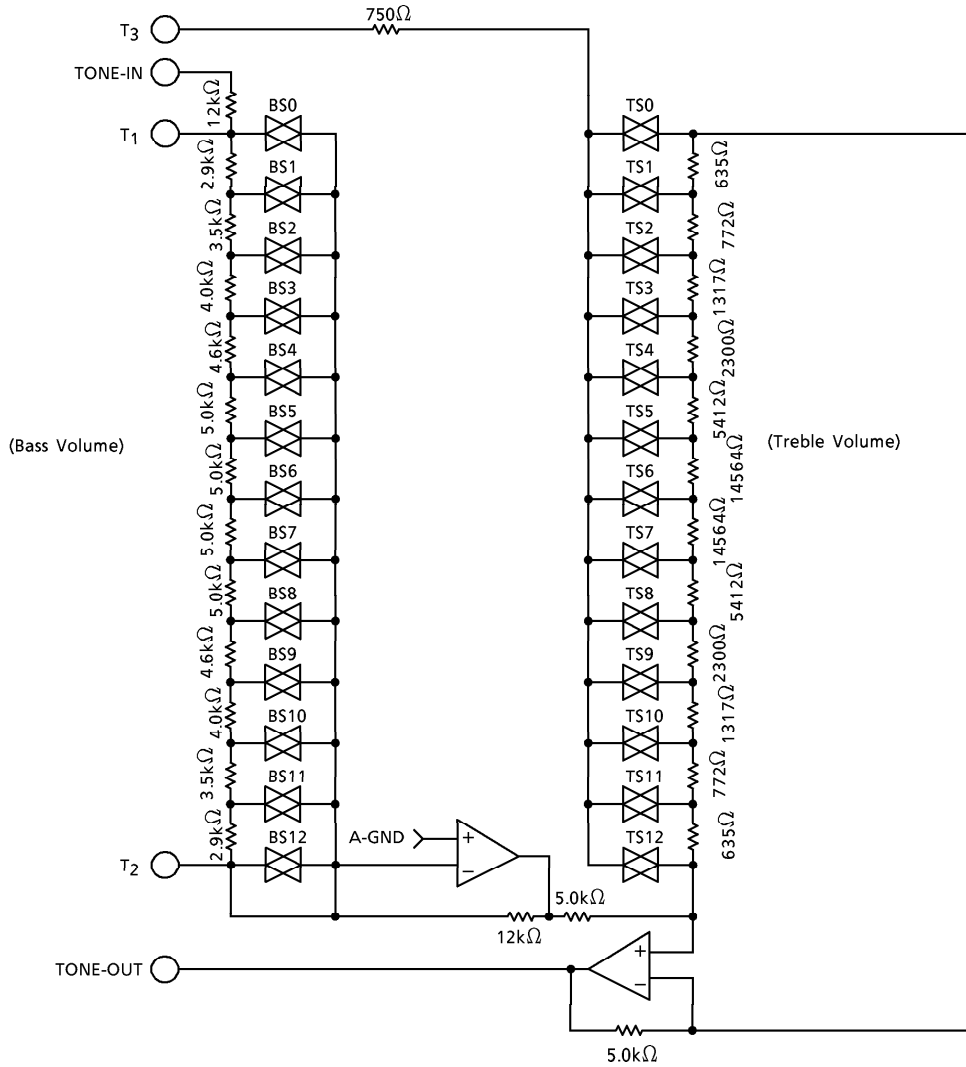 750Ω
T3
TONE-IN
12kΩ
T1
BS0
TS0
2.9kΩ
635Ω
BS1
TS1
3.5kΩ
772Ω
BS2
TS2
4.0kΩ
1317Ω
BS3
TS3
4.6kΩ
2300Ω
BS4
TS4
5.0kΩ
5412Ω
BS5
TS5
(Bass Volume)
(Treble Volume)
5.0kΩ
14564Ω
BS6
TS6
5.0kΩ
14564Ω
BS7
TS7
5.0kΩ
5412Ω
BS8
TS8
4.6kΩ
2300Ω
BS9
TS9
4.0kΩ
1317Ω
BS10
TS10
3.5kΩ
772Ω
BS11
TS11
2.9kΩ
635Ω
BS12
A-GND
+
−
TS12
T2
5.0kΩ
12kΩ
TONE-OUT
+
−
5.0kΩ